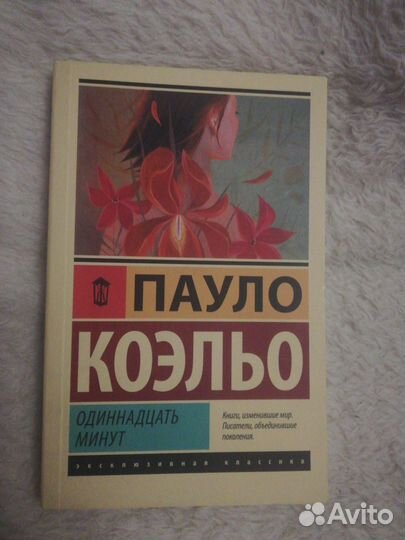 ПАУЛО
КОЭЛЬО
ОДИННАДЦАТЬ
МИНУТ
Книги, изменившие мир.
Писатели, объединившие
поколения.
эксклюзивная классика
Avito